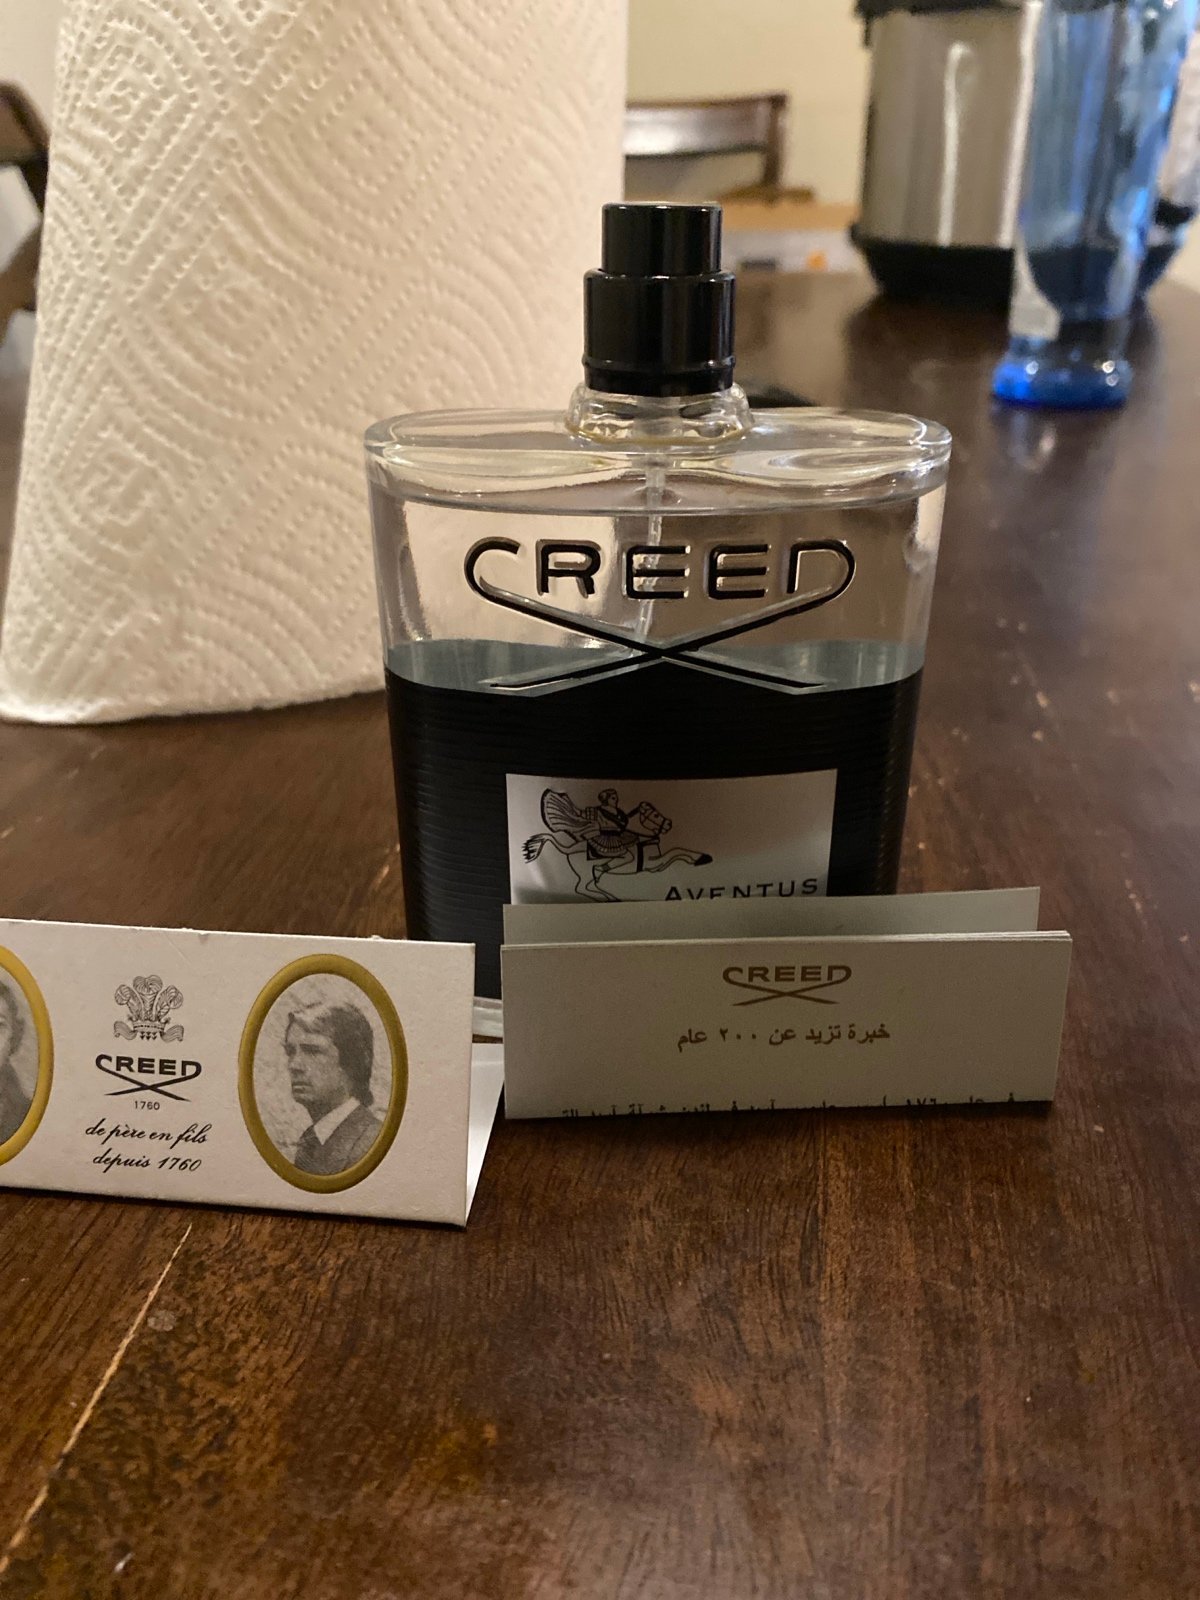 CREED
AVENTUS
CREED
1760
de père en fils
depuis 1760
CREED
خبرة تزيد عن ٢٠٠ عام